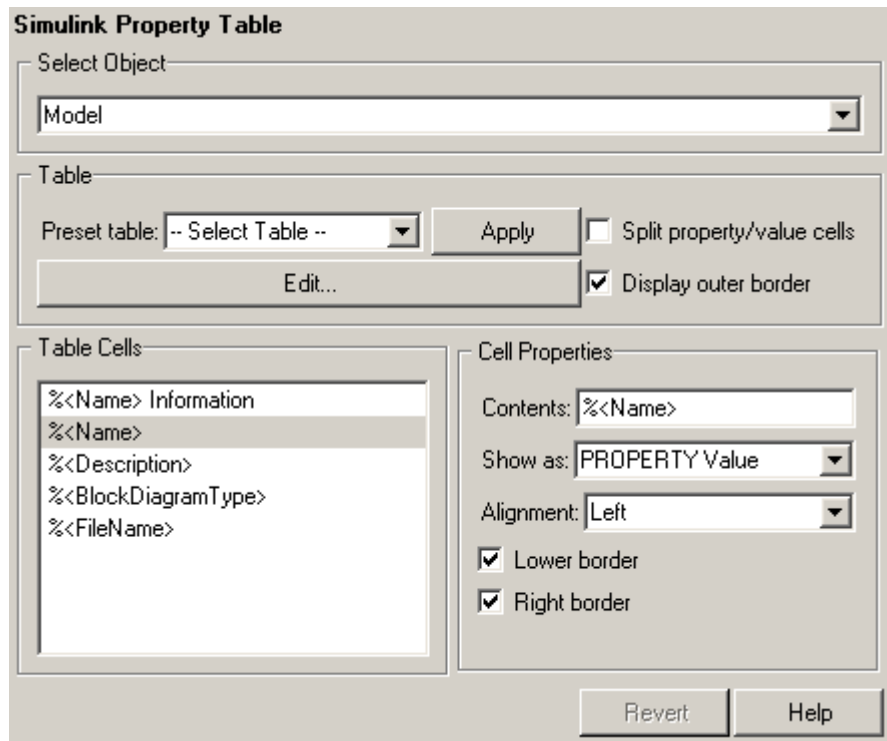 Simulink Property Table
Select Object
Model
Table
Preset table: -- Select Table -- Apply Split property/value cells
Edit... Display outer border
Table Cells
%<Name> Information
%<Name>
%<Description>
%<BlockDiagramType>
%<FileName>
Cell Properties
Contents: %<Name>
Show as: PROPERTY Value
Alignment: Left
Lower border
Right border
Revert Help